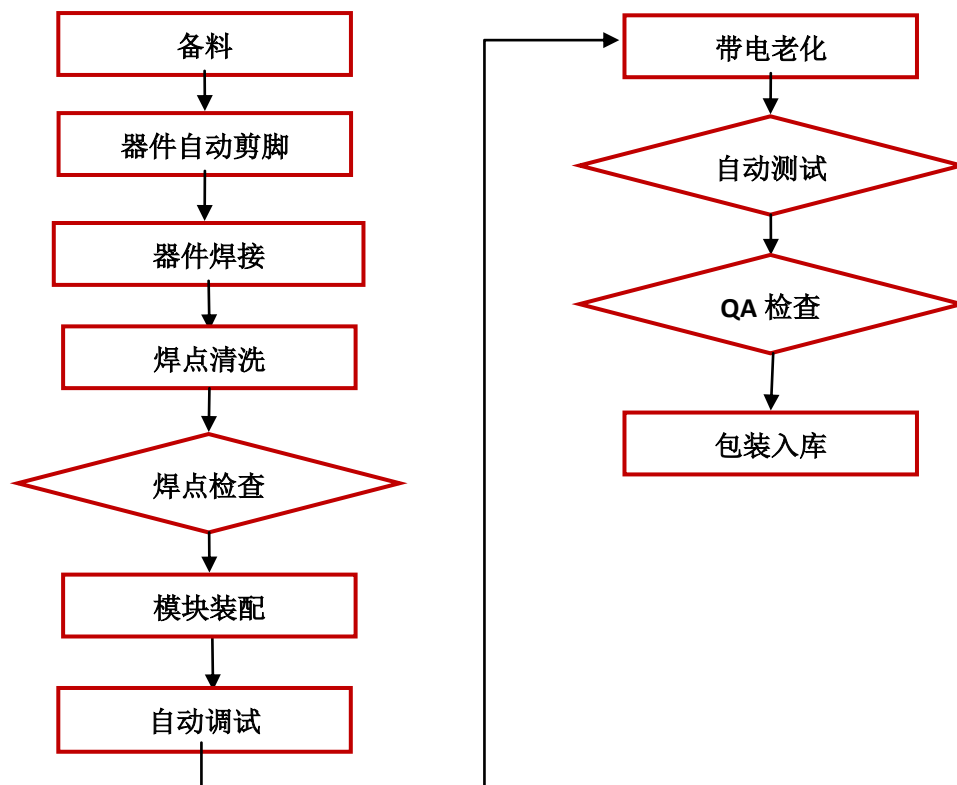 备料
器件自动剪脚
器件焊接
焊点清洗
焊点检查
模块装配
自动调试
带电老化
自动测试
QA 检查
包装入库